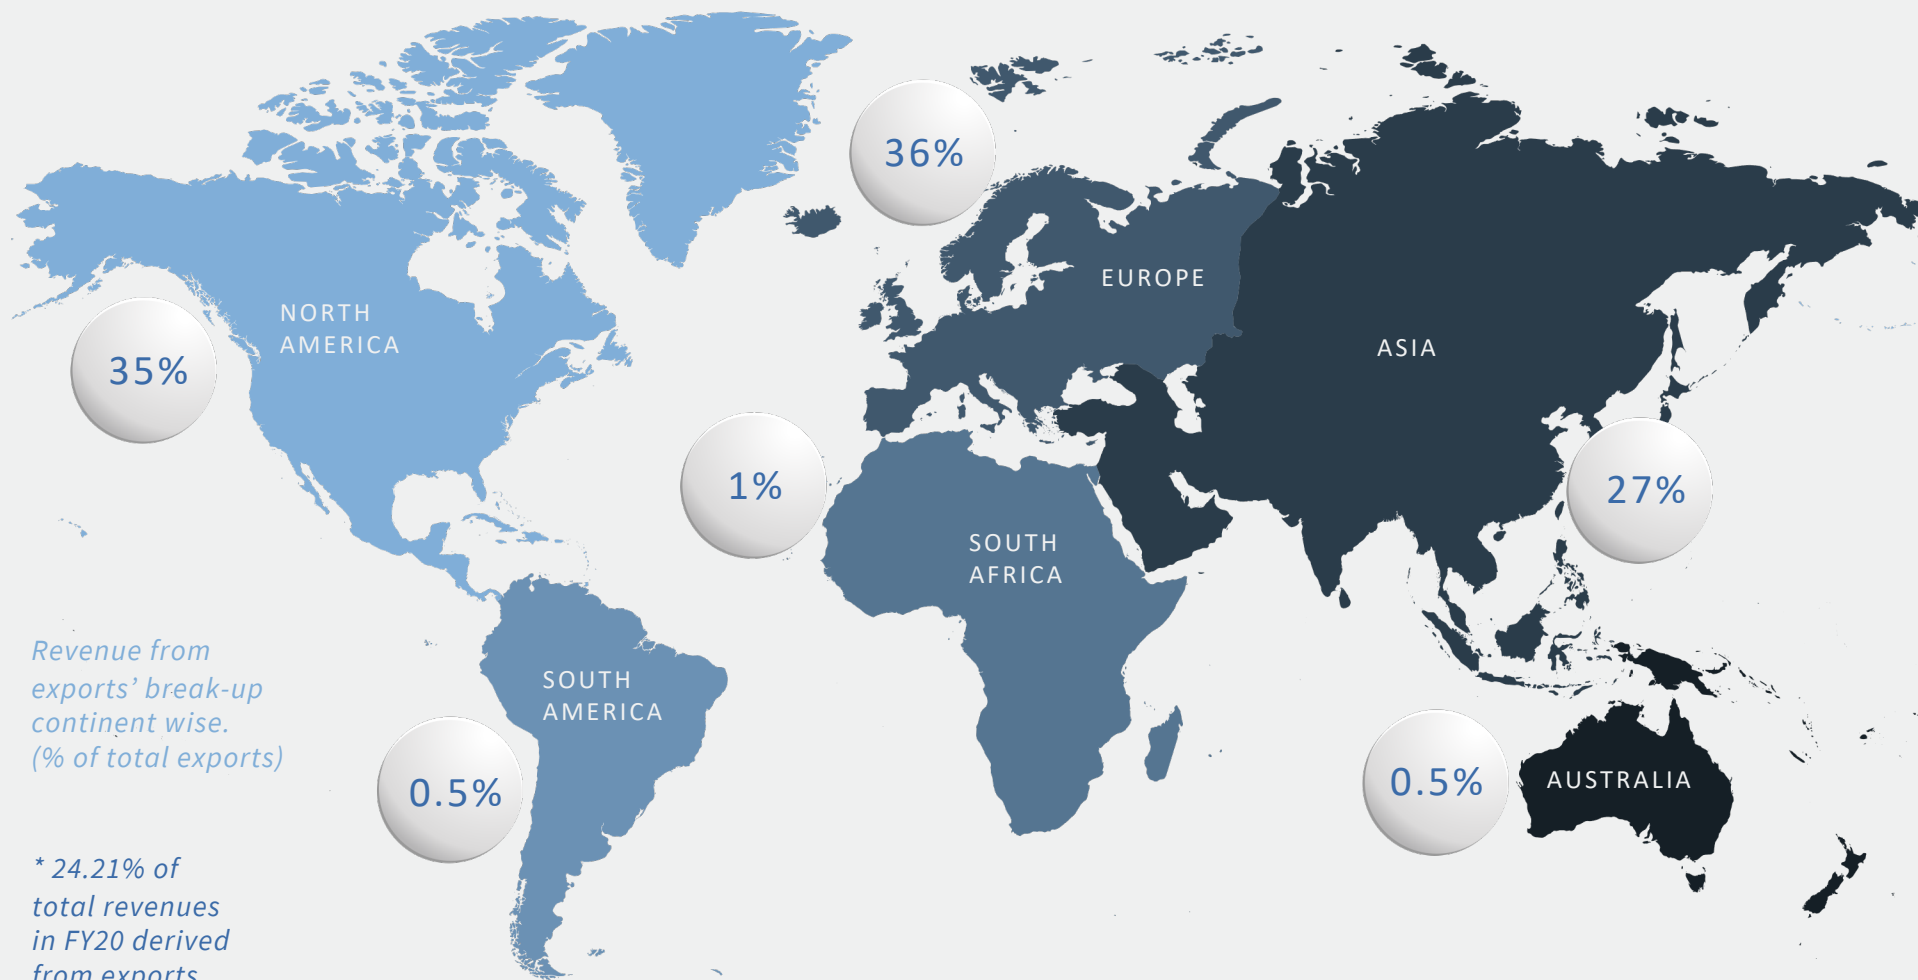 36%
EUROPE
NORTH
AMERICA
35%
ASIA
1%
27%
SOUTH
AFRICA
Revenue from
exports’ break-up
continent wise.
(% of total exports)
SOUTH
AMERICA
0.5%
0.5%
AUSTRALIA
* 24.21% of
total revenues
in FY20 derived
from exports